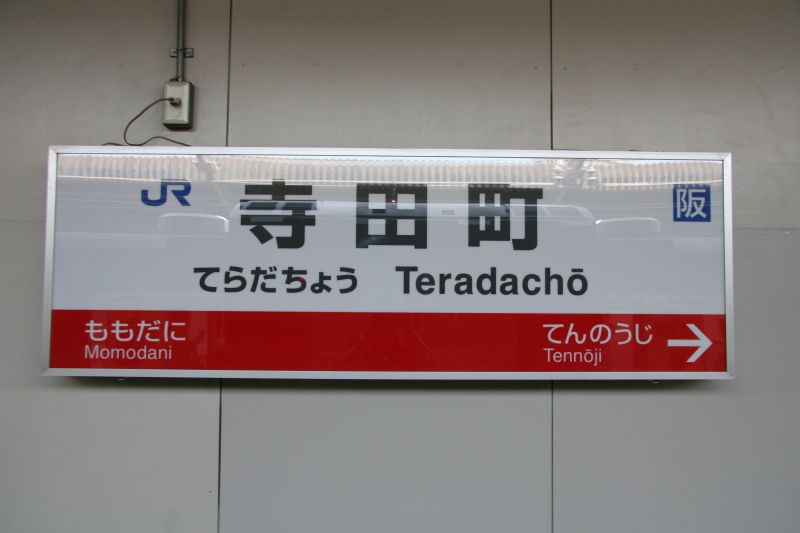 JR 寺田町 阪
てらだちょう Teradachō
ももだに てんのうじ →
Momodani Tennōji